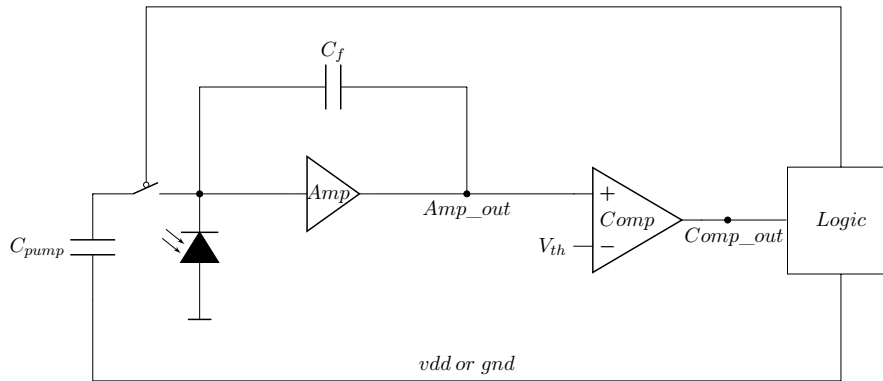 C_f
Amp
Amp_out
C_pump
+
Comp
Comp_out
Logic
V_th
−
vdd or gnd